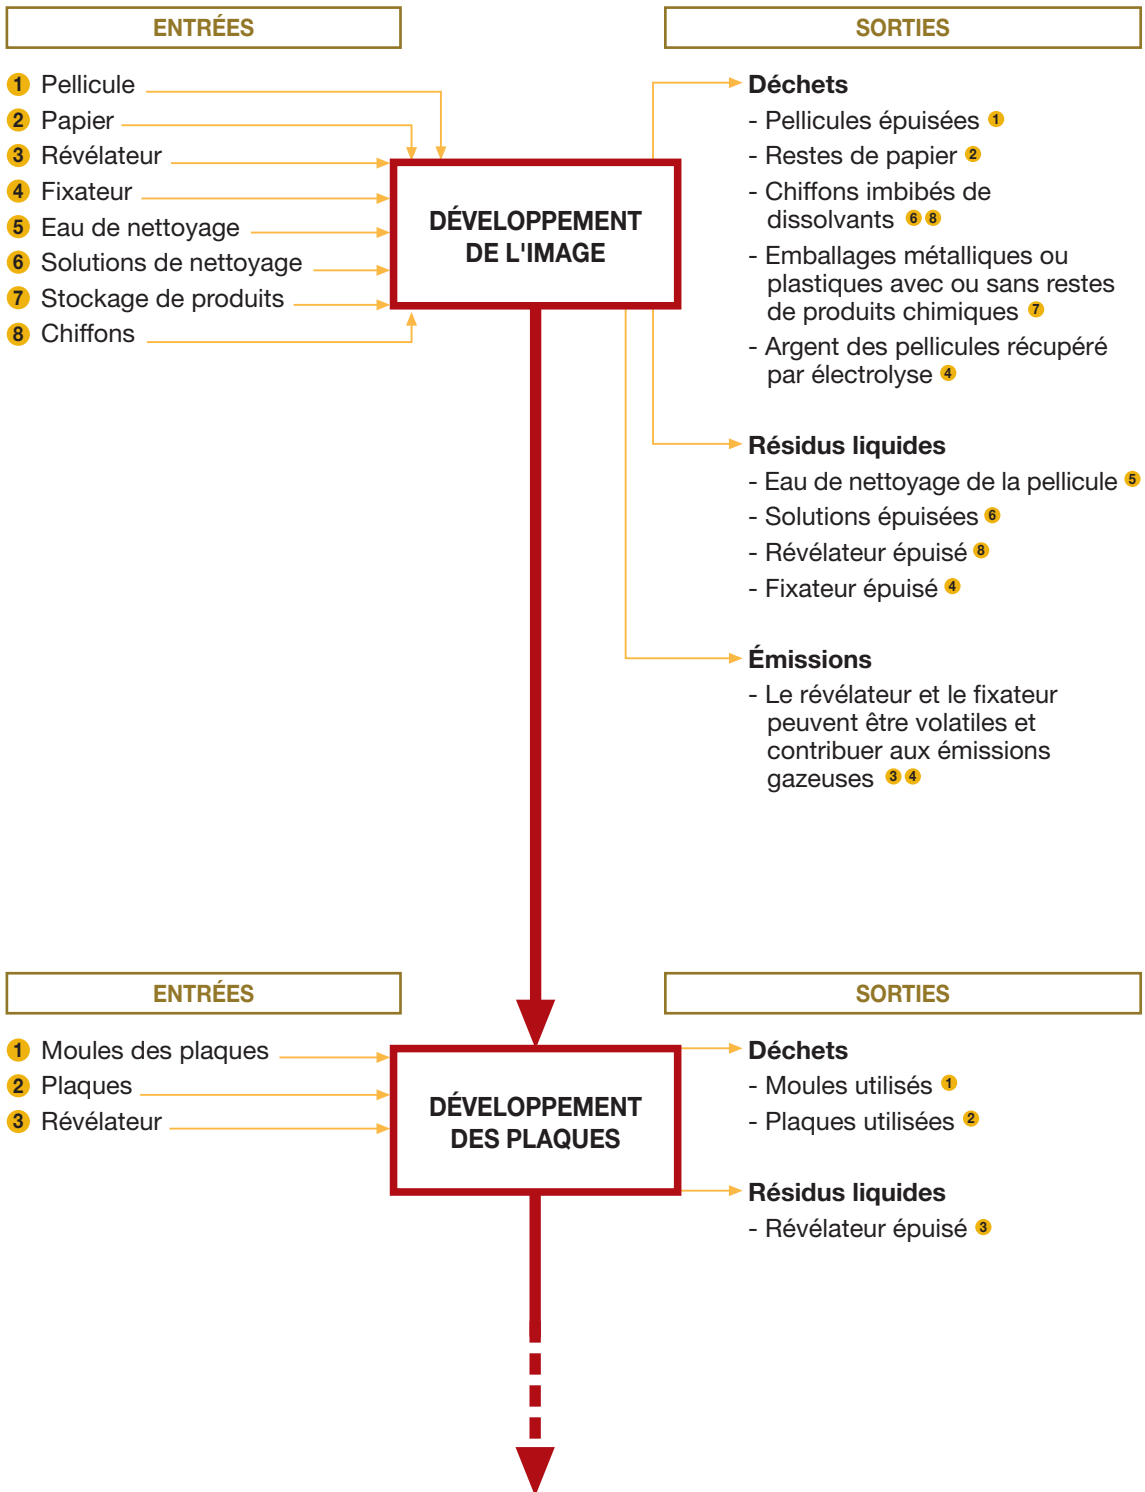 ENTRÉES
1 Pellicule
2 Papier
3 Révélateur
4 Fixateur
5 Eau de nettoyage
6 Solutions de nettoyage
7 Stockage de produits
8 Chiffons
DÉVELOPPEMENT
DE L'IMAGE
SORTIES
Déchets
- Pellicules épuisées 1
- Restes de papier 2
- Chiffons imbibés de
dissolvants 6 8
- Emballages métalliques ou
plastiques avec ou sans restes
de produits chimiques 7
- Argent des pellicules récupéré
par électrolyse 4
Résidus liquides
- Eau de nettoyage de la pellicule 5
- Solutions épuisées 6
- Révélateur épuisé 8
- Fixateur épuisé 4
Émissions
- Le révélateur et le fixateur
peuvent être volatiles et
contribuer aux émissions
gazeuses 3 4
ENTRÉES
1 Moules des plaques
2 Plaques
3 Révélateur
DÉVELOPPEMENT
DES PLAQUES
SORTIES
Déchets
- Moules utilisés 1
- Plaques utilisées 2
Résidus liquides
- Révélateur épuisé 3